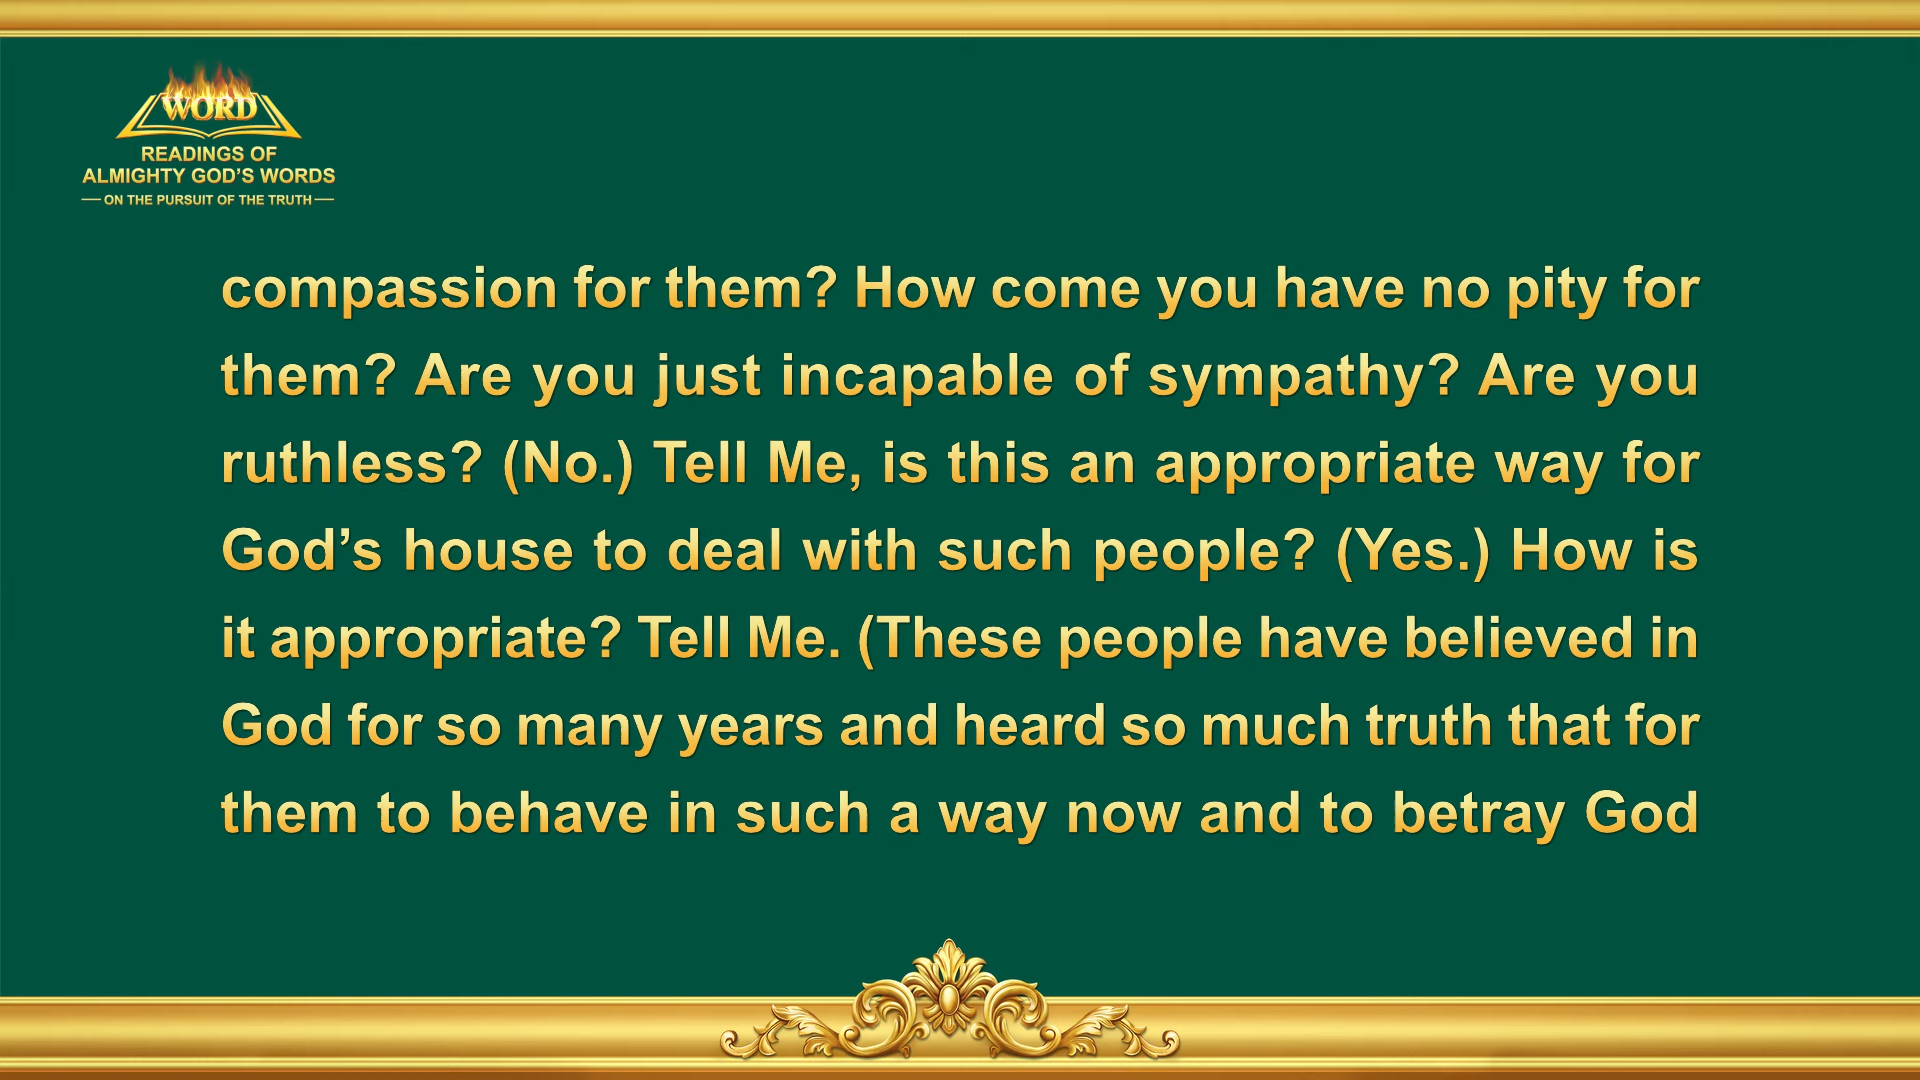 WORD
READINGS OF
ALMIGHTY GOD’S WORDS
ON THE PURSUIT OF THE TRUTH
compassion for them? How come you have no pity for
them? Are you just incapable of sympathy? Are you
ruthless? (No.) Tell Me, is this an appropriate way for
God’s house to deal with such people? (Yes.) How is
it appropriate? Tell Me. (These people have believed in
God for so many years and heard so much truth that for
them to behave in such a way now and to betray God